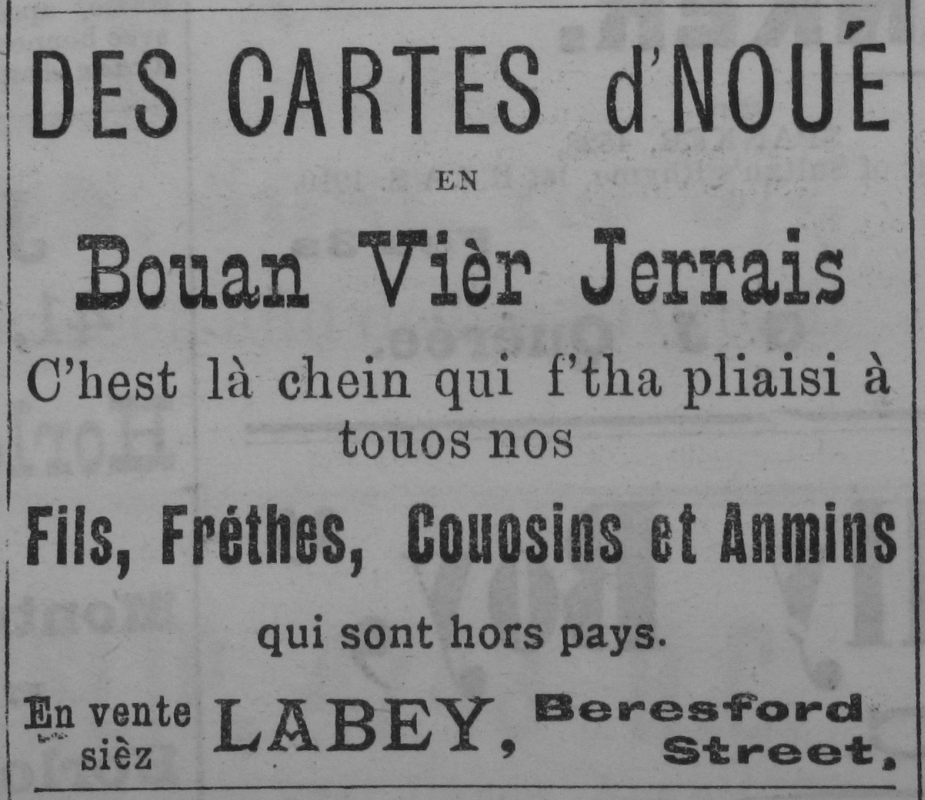 DES CARTES d'NOUÉ
EN
Bouan Vièr Jerrais
C'hest là chein qui f'tha pliaisi à
touos nos
Fils, Fréthes, Couosins et Anmins
qui sont hors pays.
En vente sièz LABEY, Beresford Street.